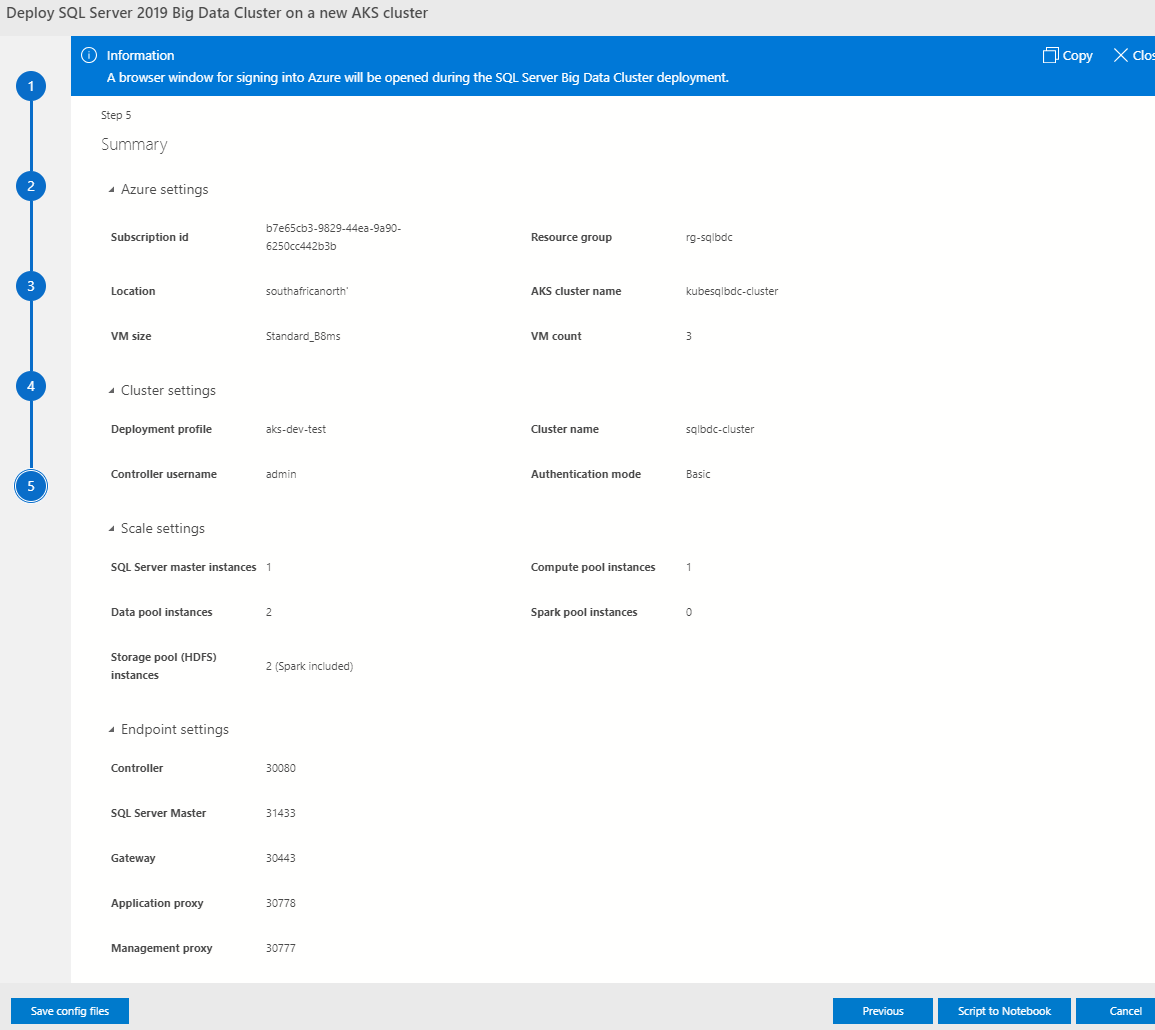 Deploy SQL Server 2019 Big Data Cluster on a new AKS cluster
Information
Copy
Clos
A browser window for signing into Azure will be opened during the SQL Server Big Data Cluster deployment.
1
2
3
4
5
Step 5
Summary
Azure settings
Subscription id
b7e65cb3-9829-44ea-9a90-
6250cc442b3b
Resource group
rg-sqlbdc
Location
southafricanorth'
AKS cluster name
kubesqlbdc-cluster
VM size
Standard_B8ms
VM count
3
Cluster settings
Deployment profile
aks-dev-test
Cluster name
sqlbdc-cluster
Controller username
admin
Authentication mode
Basic
Scale settings
SQL Server master instances
1
Compute pool instances
1
Data pool instances
2
Spark pool instances
0
Storage pool (HDFS)
instances
2 (Spark included)
Endpoint settings
Controller
30080
SQL Server Master
31433
Gateway
30443
Application proxy
30778
Management proxy
30777
Save config files
Previous
Script to Notebook
Cancel